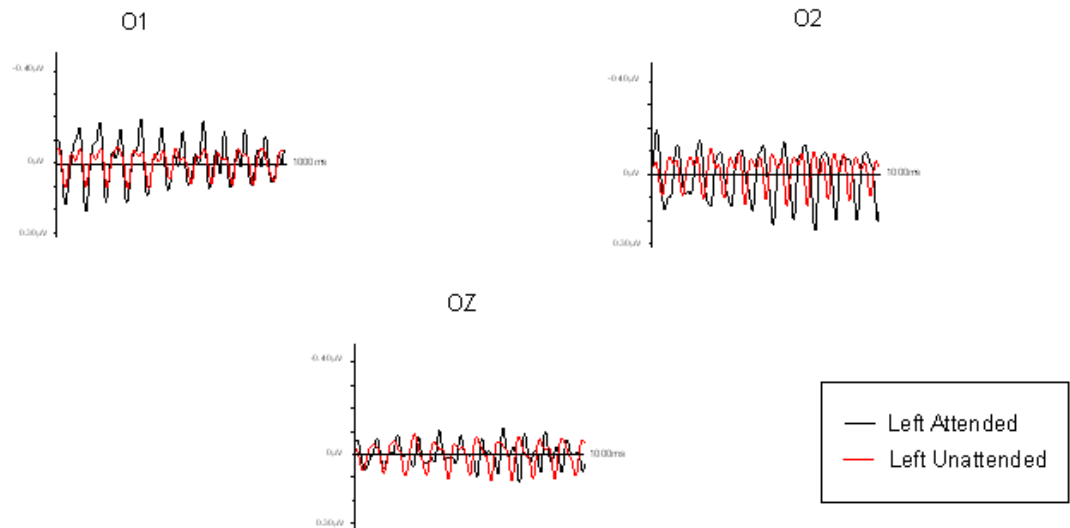 O1
O2
-0.40µV
-0.40µV
0µV
1000ms
0µV
1000ms
0.30µV
0.30µV
OZ
-0.40µV
0µV
1000ms
0.30µV
Left Attended
Left Unattended